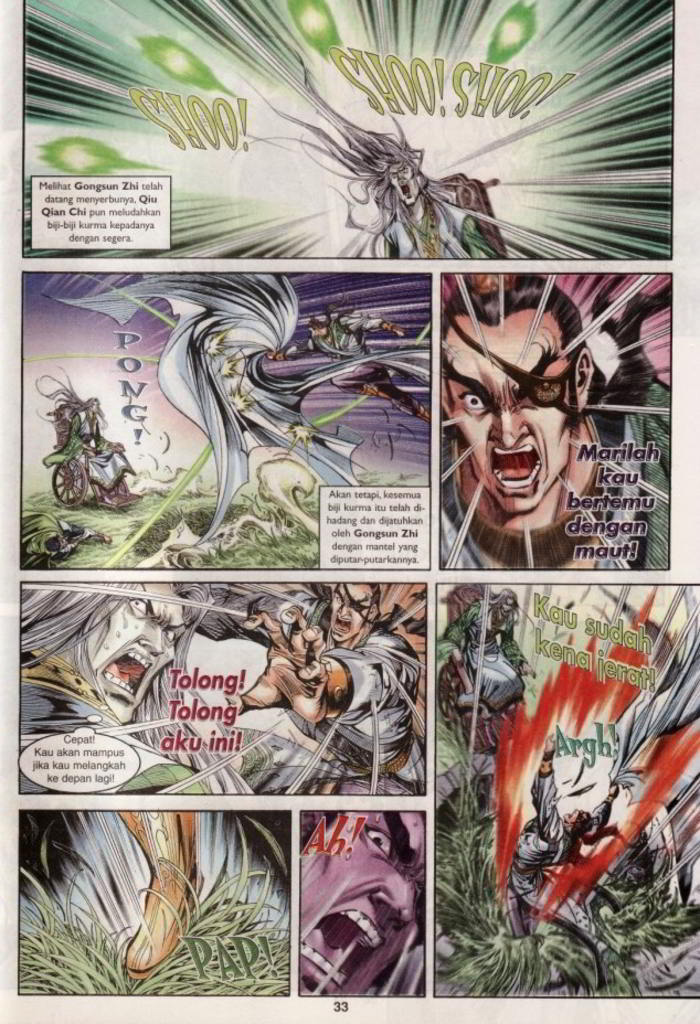 SHOO!
SHOO! SHOO!
Melihat Gongsun Zhi telah
datang menyerbunya, Qiu
Qian Chi pun meludahkan
biji-biji kurma kepadanya
dengan segera.
PONG!
Akan tetapi, kesemua
biji kurma itu telah di-
hadang dan dijatuhkan
oleh Gongsun Zhi
dengan mantel yang
diputar-putarkannya.
Marilah
kau
bertemu
dengan
maut!
Tolong!
Tolong
aku ini!
Cepat!
Kau akan mampus
jika kau melangkah
ke depan lagi!
Kau sudah
kena jerat!
Argh!
PAP!
Ah!
33